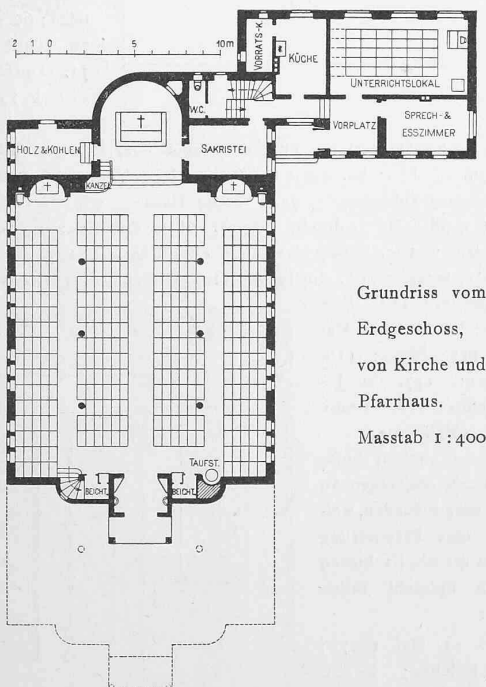 2 1 0 5 10m
VORRATS-K.
KÜCHE
UNTERRICHTSLOKAL
W.C.
VORPLATZ
SPRECH- &
ESSZIMMER
HOLZ & KOHLEN
SAKRISTEI
KANZEL
Grundriss vom
Erdgeschoss,
von Kirche und
Pfarrhaus.
Masstab 1:400
TAUFST.
BEICHT.
BEICHT.